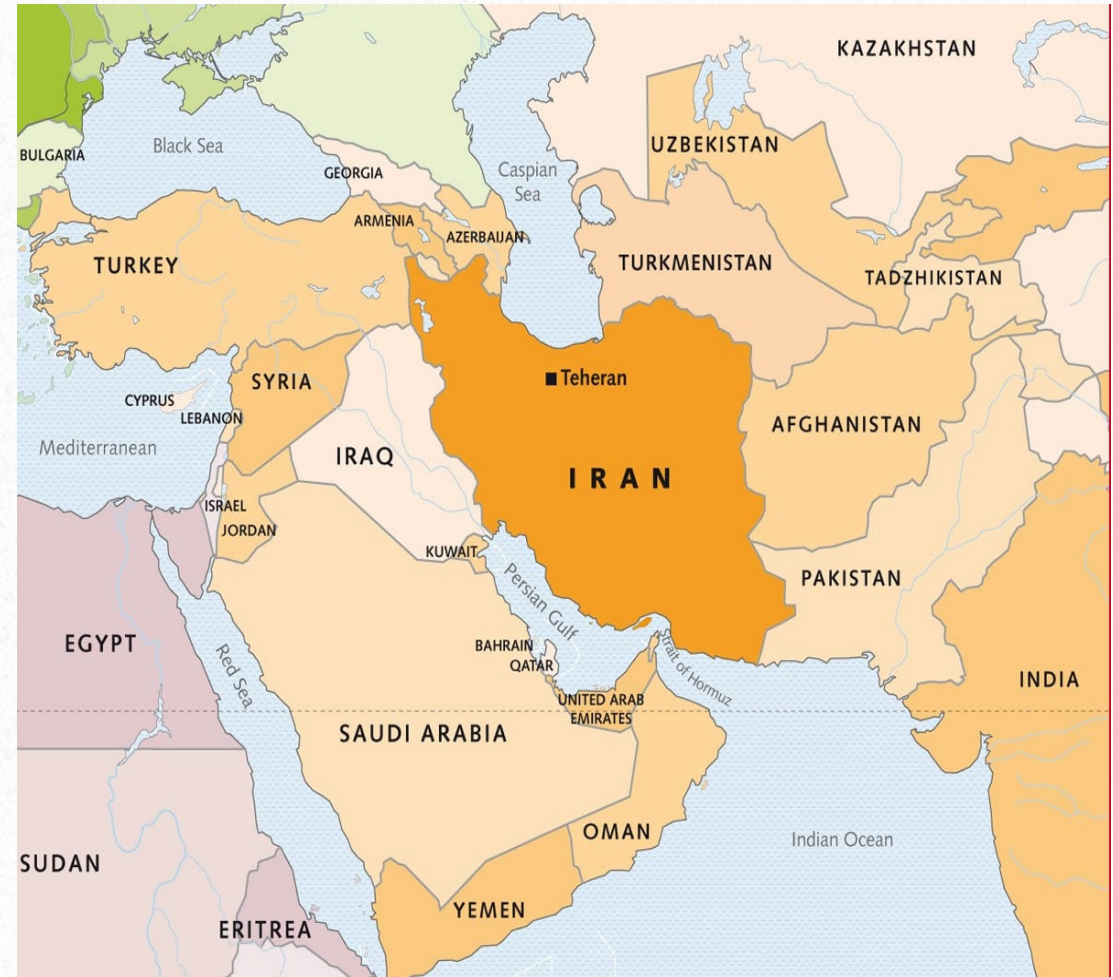 KAZAKHSTAN
Black Sea
BULGARIA
UZBEKISTAN
GEORGIA
Caspian
Sea
ARMENIA
AZERBAIJAN
TURKEY
TURKMENISTAN
TADZHIKISTAN
Teheran
SYRIA
CYPRUS
LEBANON
AFGHANISTAN
Mediterranean
IRAQ
IRAN
ISRAEL
JORDAN
KUWAIT
PAKISTAN
Persian Gulf
EGYPT
Red Sea
BAHRAIN
QATAR
Strait of Hormuz
INDIA
UNITED ARAB
EMIRATES
SAUDI ARABIA
OMAN
Indian Ocean
SUDAN
YEMEN
ERITREA